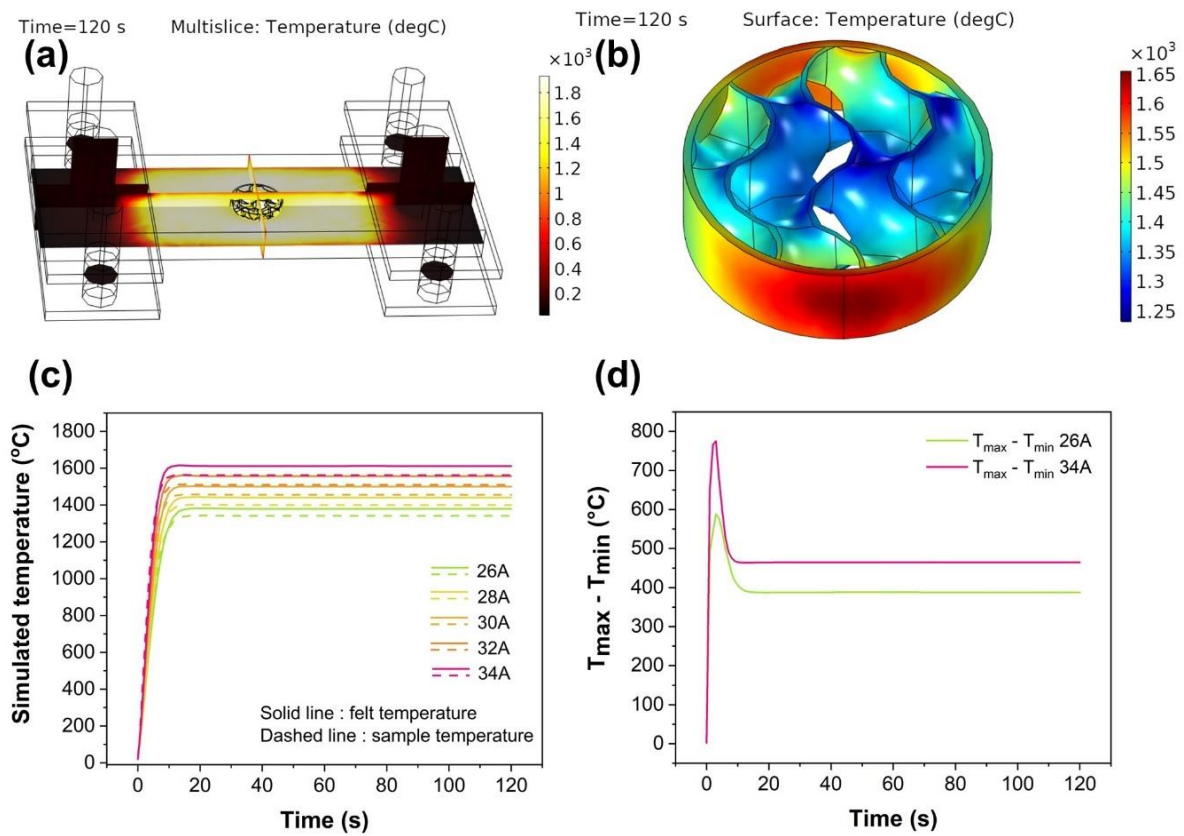 Time=120 s Multislice: Temperature (degC)
(a)
×10³
1.8
1.6
1.4
1.2
1
0.8
0.6
0.4
0.2
Time=120 s Surface: Temperature (degC)
(b)
×10³
1.65
1.6
1.55
1.5
1.45
1.4
1.35
1.3
1.25
(c)
Simulated temperature (ºC)
1800
1600
1400
1200
1000
800
600
400
200
0
26A
28A
30A
32A
34A
Solid line : felt temperature
Dashed line : sample temperature
0 20 40 60 80 100 120
Time (s)
(d)
Tmax - Tmin (°C)
800
700
600
500
400
300
200
100
0
Tmax - Tmin 26A
Tmax - Tmin 34A
0 20 40 60 80 100 120
Time (s)